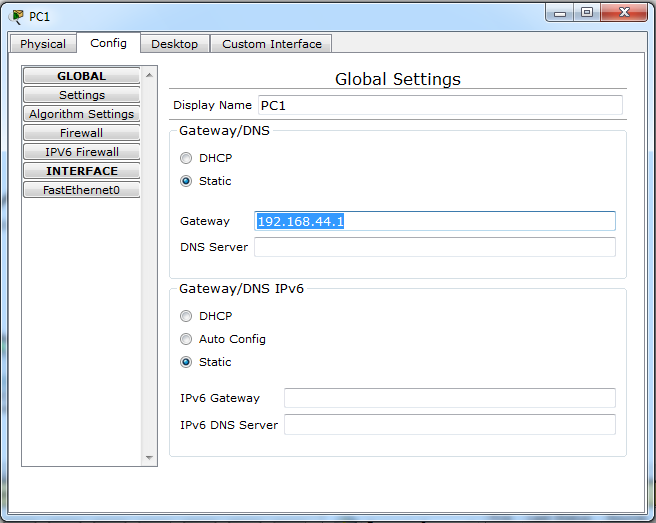 PC1
Physical Config Desktop Custom Interface
GLOBAL
Settings
Algorithm Settings
Firewall
IPV6 Firewall
INTERFACE
FastEthernet0
Global Settings
Display Name PC1
Gateway/DNS
DHCP
Static
Gateway 192.168.44.1
DNS Server
Gateway/DNS IPv6
DHCP
Auto Config
Static
IPv6 Gateway
IPv6 DNS Server